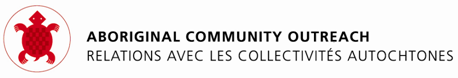 ABORIGINAL COMMUNITY OUTREACH
RELATIONS AVEC LES COLLECTIVITÉS AUTOCHTONES